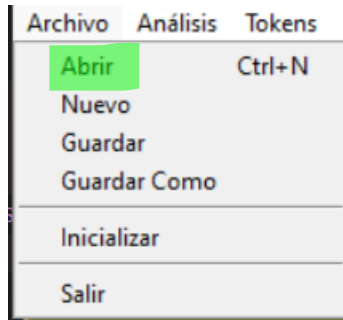 Archivo Análisis Tokens
Abrir Ctrl+N
Nuevo
Guardar
Guardar Como
Inicializar
Salir